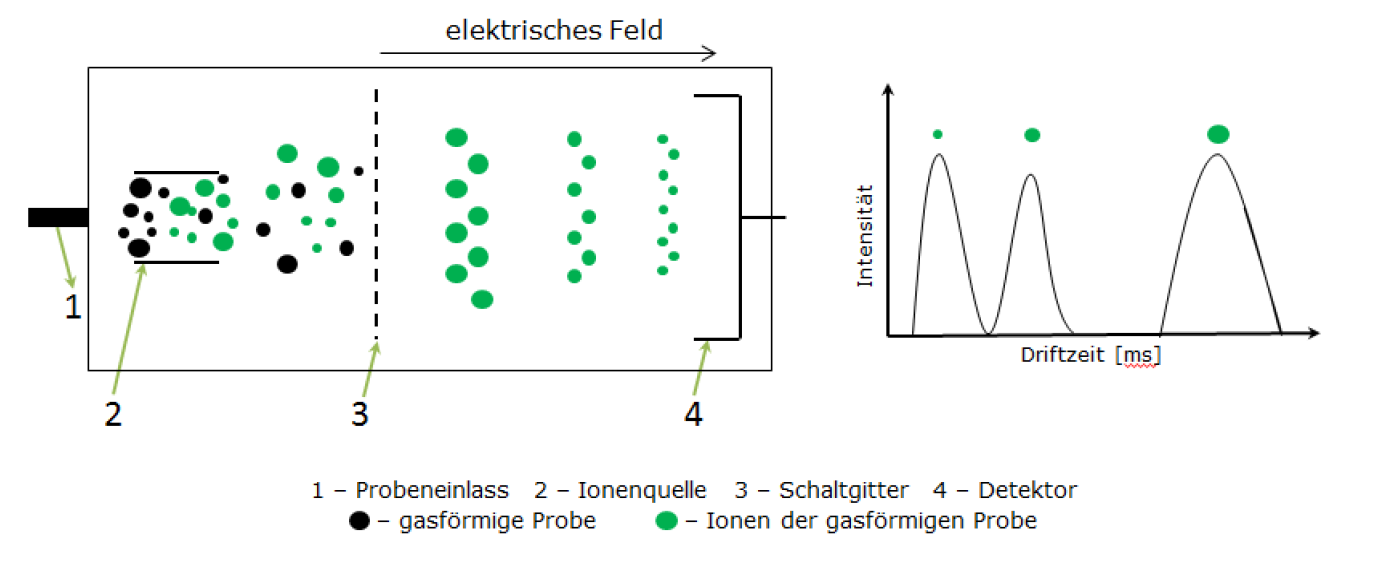 elektrisches Feld
1
2
3
4
Intensität
Driftzeit [ms]
1 – Probeneinlass 2 – Ionenquelle 3 – Schaltgitter 4 – Detektor
– gasförmige Probe – Ionen der gasförmigen Probe